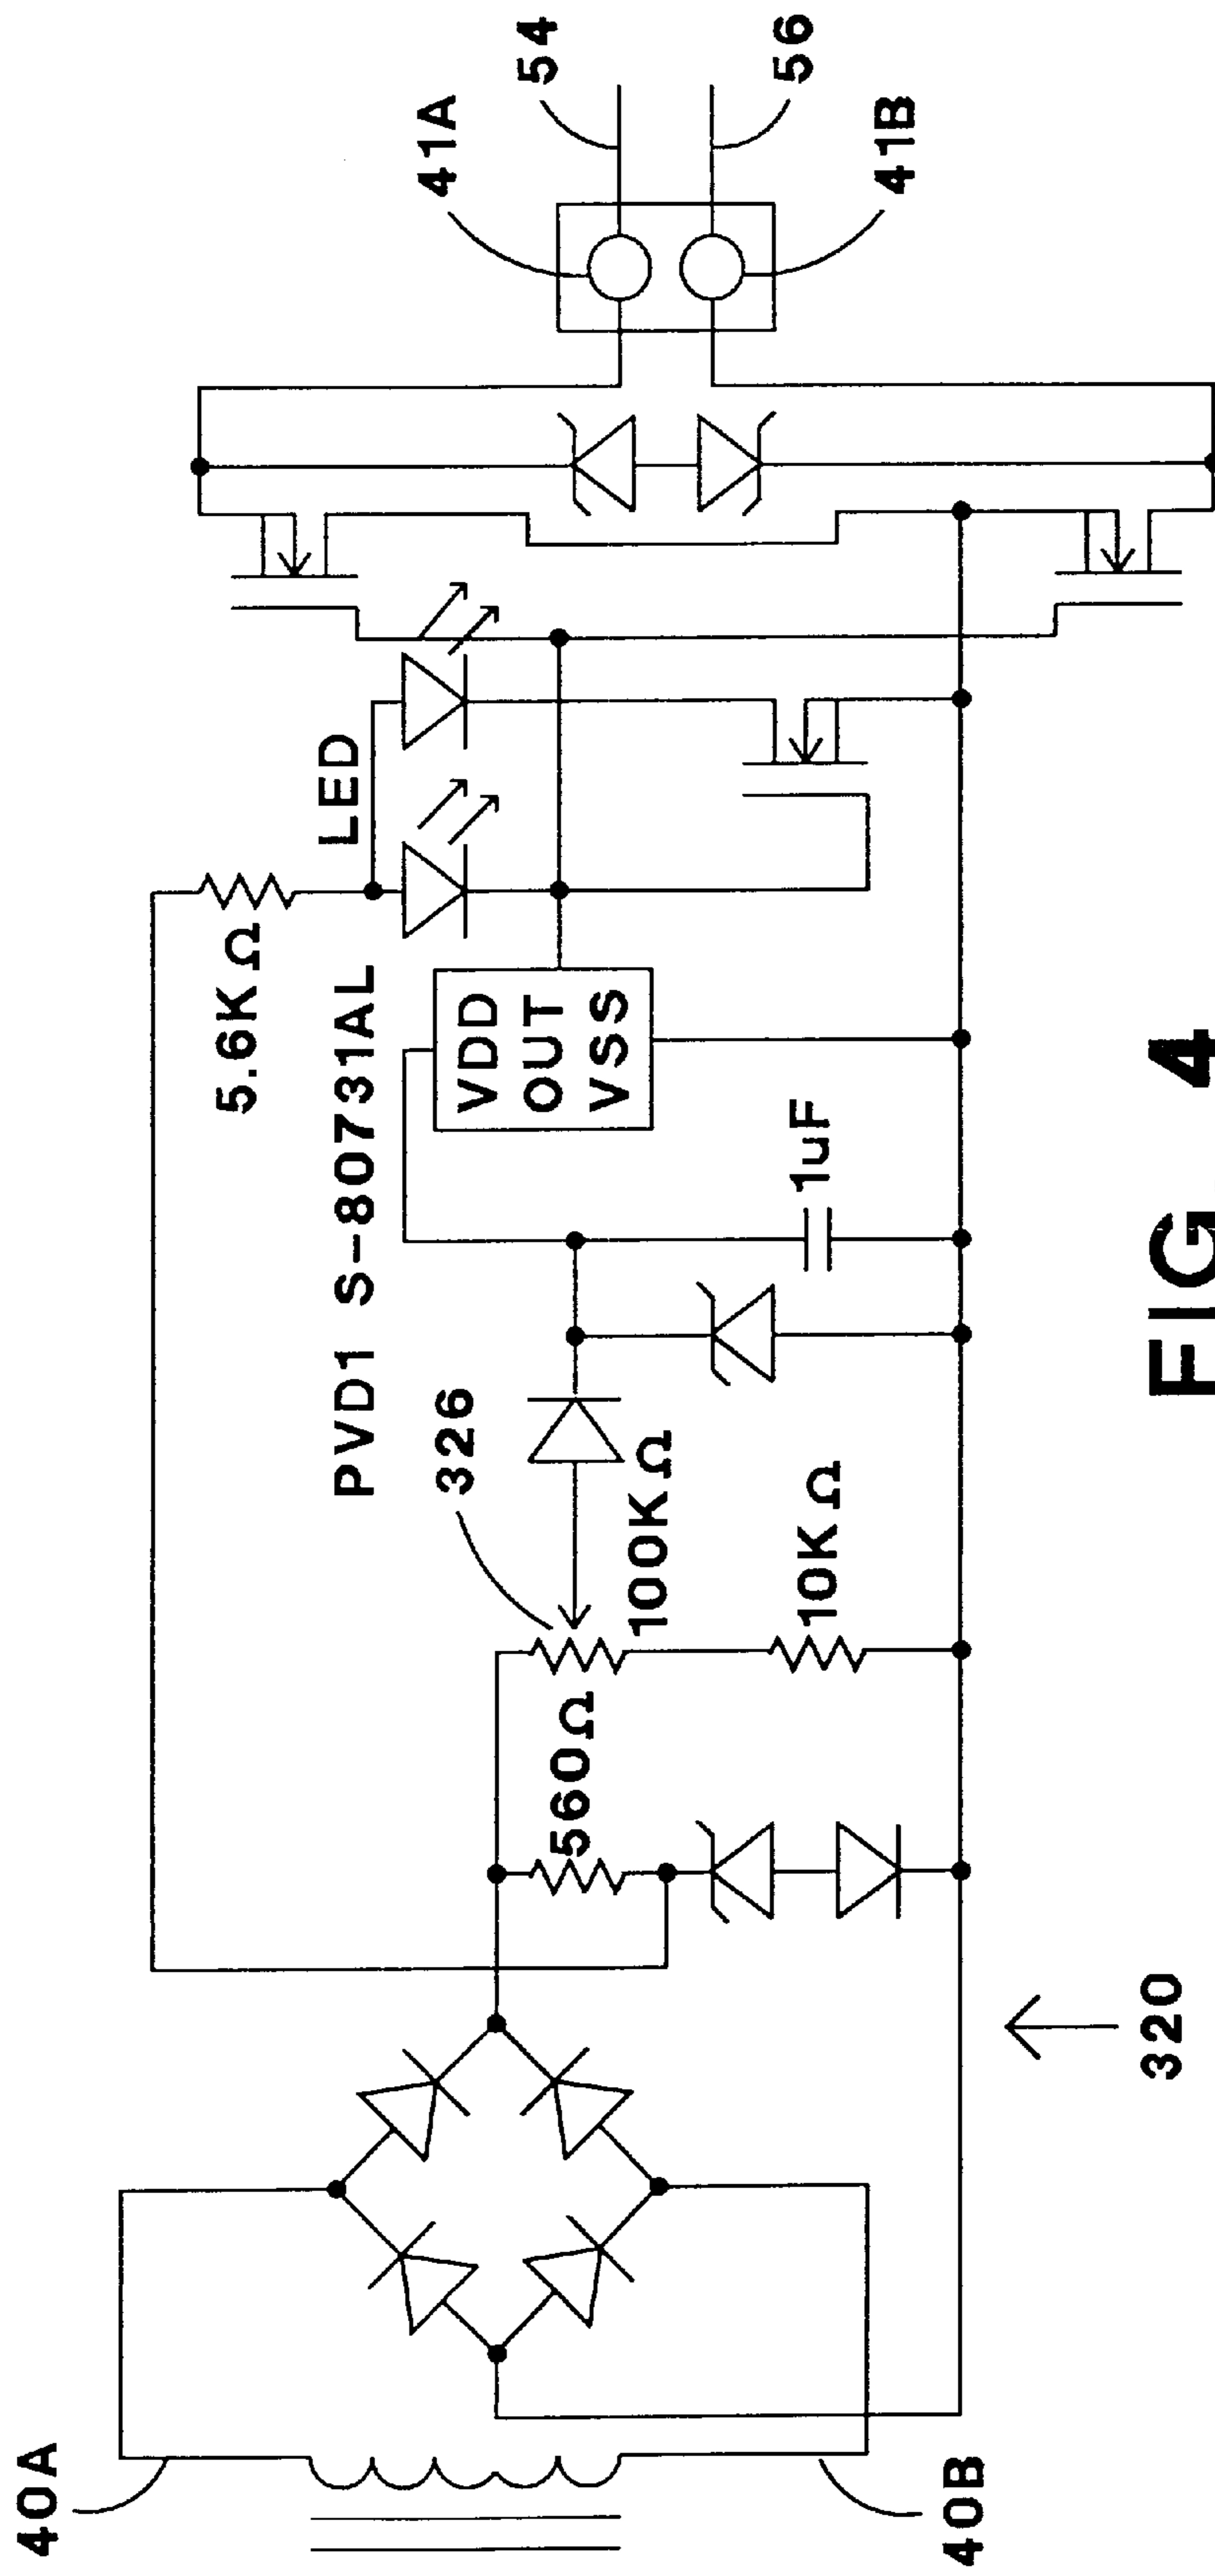 40A
40B
320
560Ω
326
100KΩ
10KΩ
1uF
PVD1 S-80731AL
VDD
OUT
VSS
5.6KΩ
LED
41A
54
56
41B
FIG. 4